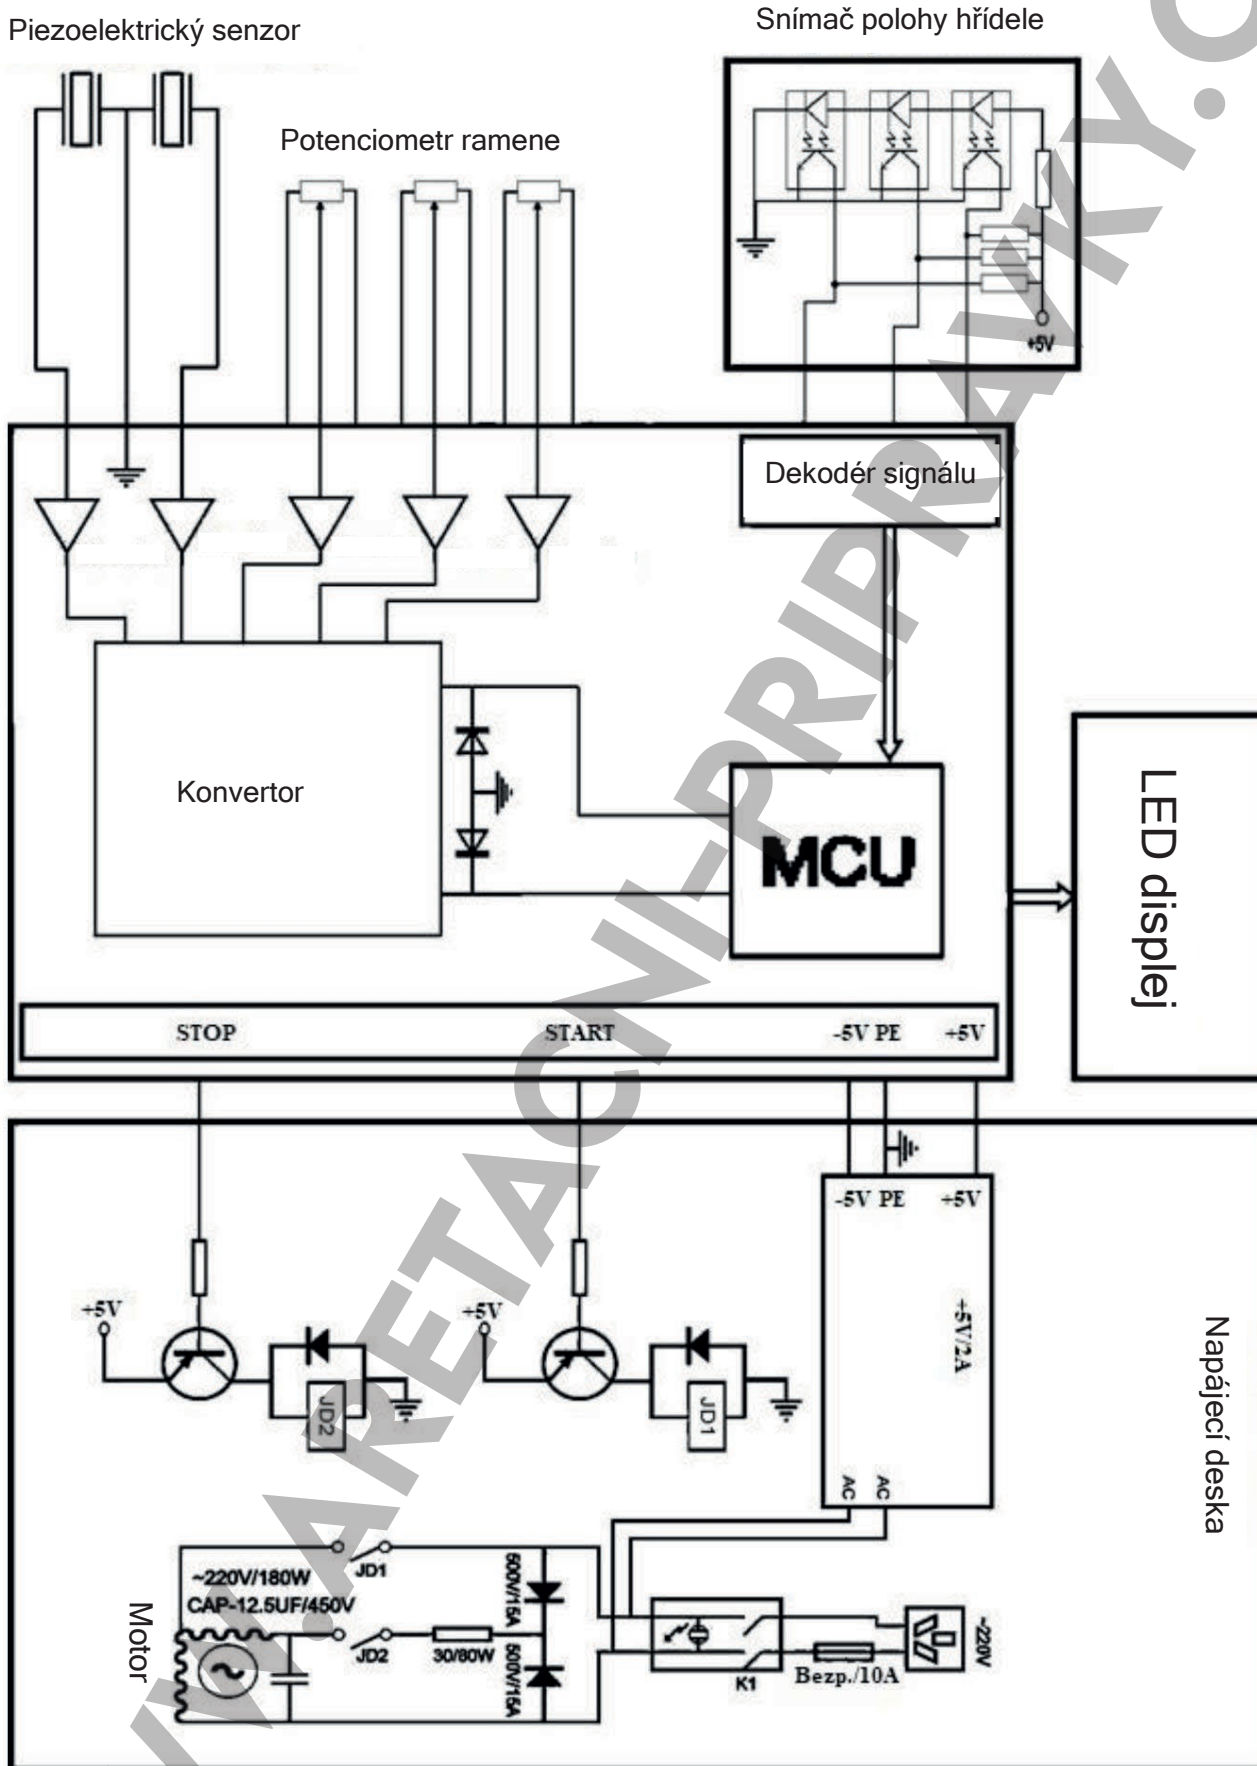 Piezoelektrický senzor
Snímač polohy hřídele
Potenciometr ramene
+5V
Dekodér signálu
Konvertor
MCU
LED displej
STOP
START
-5V PE
+5V
-5V PE
+5V
+5V
+5V
+5V/2A
Napájecí deska
JD2
JD1
AC
AC
~220V/180W
CAP-12.5UF/450V
JD1
500V/15A
Motor
JD2
30/80W
500V/15A
K1
Bezp./10A
~220V
WWW.ARETACNI-PRIPRAVKY.C